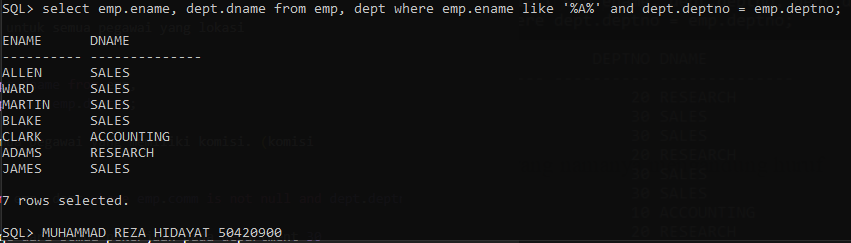 SQL> select emp.ename, dept.dname from emp, dept where emp.ename like '%A%' and dept.deptno = emp.deptno;
ENAME DNAME
---------- --------------
ALLEN SALES
WARD SALES
MARTIN SALES
BLAKE SALES
CLARK ACCOUNTING
ADAMS RESEARCH
JAMES SALES
7 rows selected.
SQL> MUHAMMAD REZA HIDAYAT 50420900